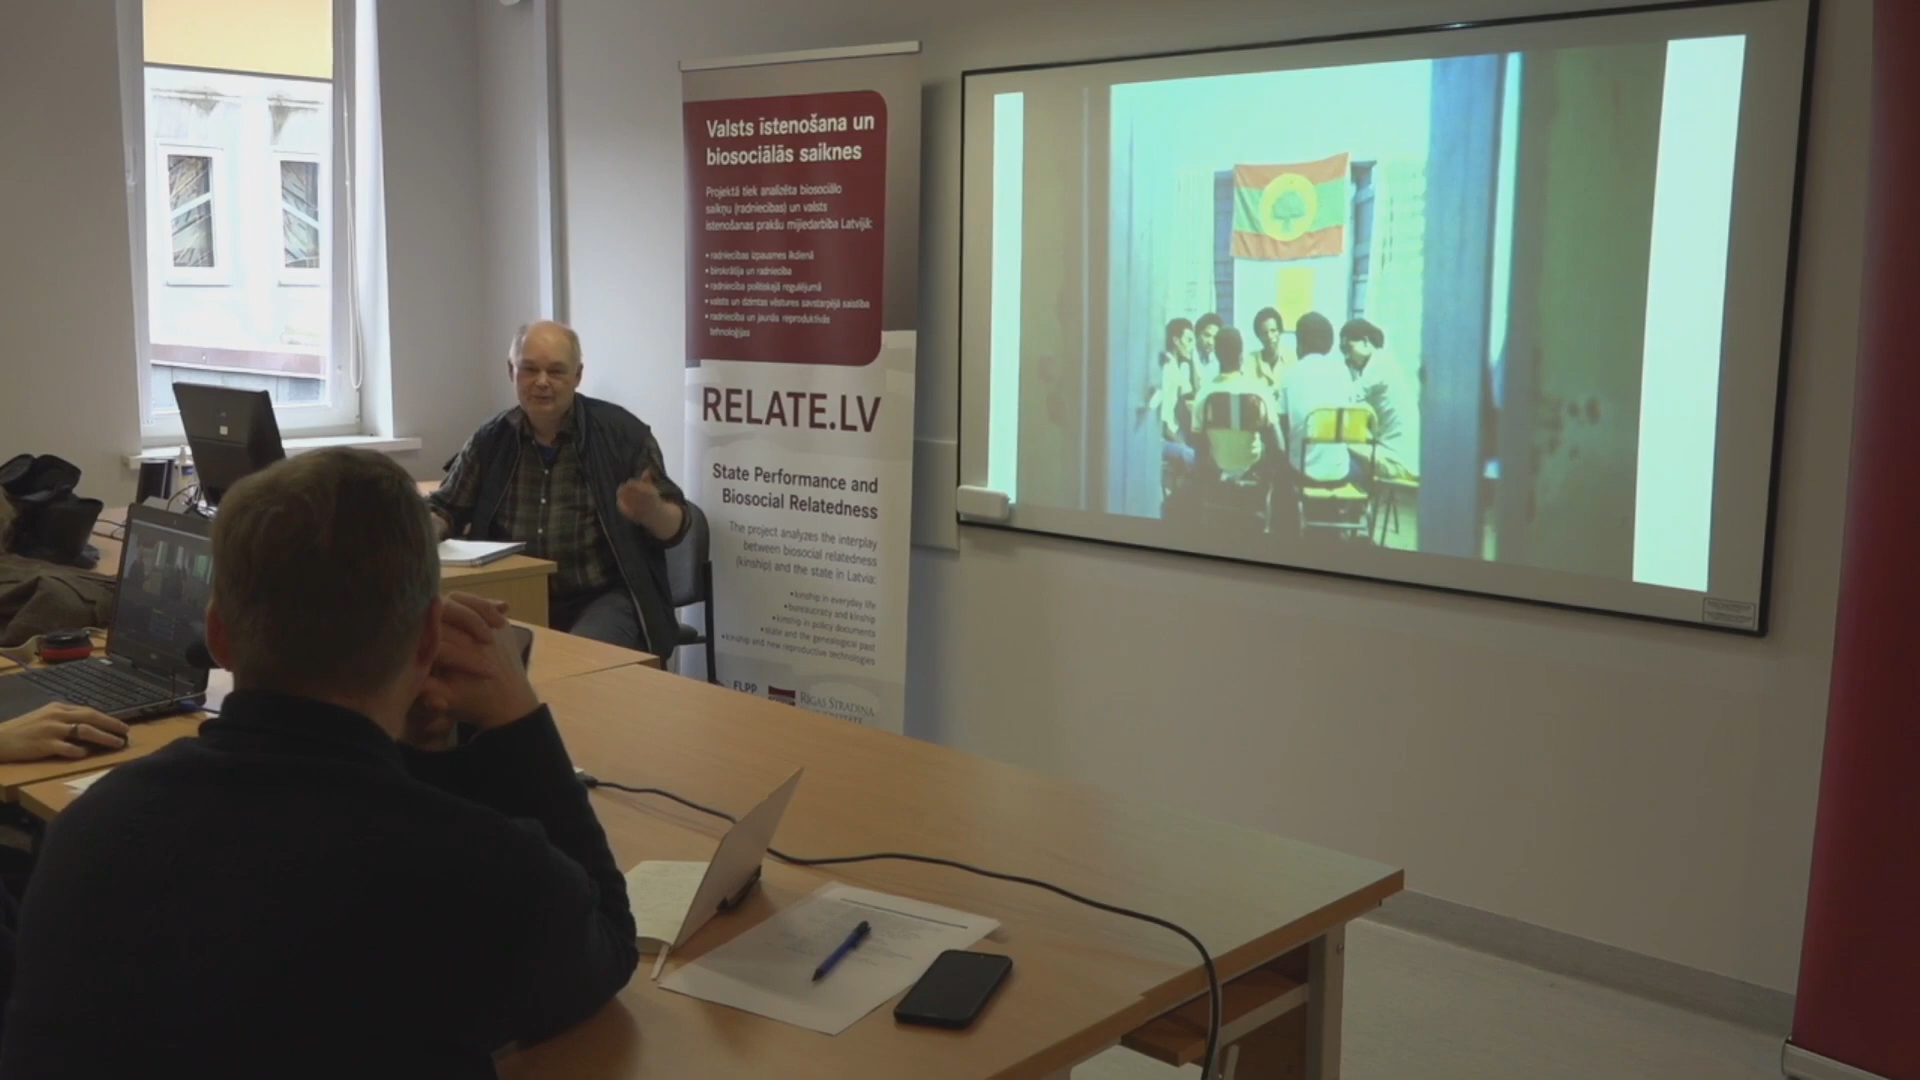 Valsts īstenošana un
biosociālās saiknes
Projektā tiek analizēta biosociālo
saikņu (radniecības) un valsts
īstenošanas prakšu mijiedarbība Latvijā:
• radniecības izpausmes ikdienā
• birokrātija un radniecība
• radniecība politiskajā regulējumā
• valsts un dzimtas vēstures savstarpējā saistība
• radniecība un jaunās reproduktīvās
tehnoloģijas
RELATE.LV
State Performance and
Biosocial Relatedness
The project analyzes the interplay
between biosocial relatedness
(kinship) and the state in Latvia:
• kinship in everyday life
• bureaucracy and kinship
• kinship in policy documents
• state and the genealogical past
• kinship and new reproductive technologies
FLPP
RĪGAS STRADIŅA